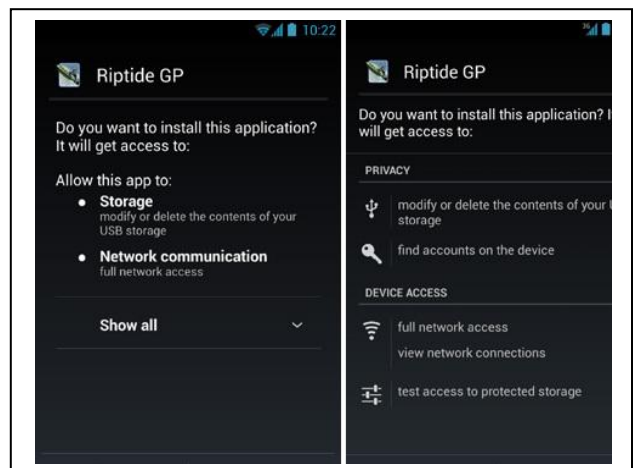 10:22
Riptide GP
Do you want to install this application?
It will get access to:
Allow this app to:
Storage
modify or delete the contents of your
USB storage
Network communication
full network access
Show all
3G
Riptide GP
Do you want to install this application? I
will get access to:
PRIVACY
modify or delete the contents of your
storage
find accounts on the device
DEVICE ACCESS
full network access
view network connections
test access to protected storage